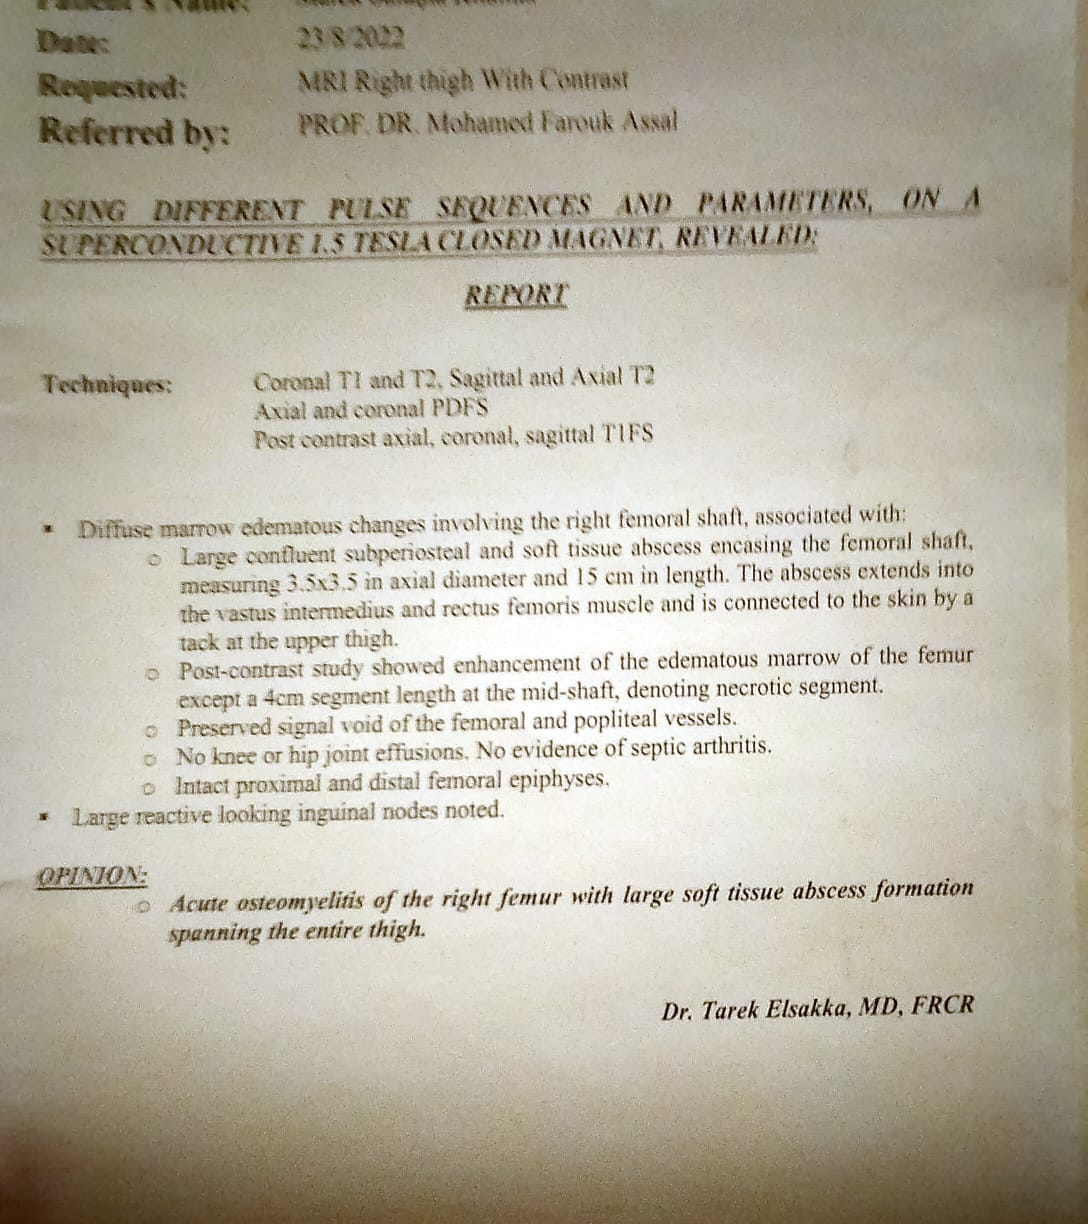 Patient's Name:
Date: 23/8/2022
Requested: MRI Right thigh With Contrast
Referred by: PROF. DR. Mohamed Farouk Assal
USING DIFFERENT PULSE SEQUENCES AND PARAMETERS, ON A
SUPERCONDUCTIVE 1.5 TESLA CLOSED MAGNET, REVEALED:
REPORT
Techniques: Coronal T1 and T2, Sagittal and Axial T2
Axial and coronal PDFS
Post contrast axial, coronal, sagittal T1FS
▪ Diffuse marrow edematous changes involving the right femoral shaft, associated with:
o Large confluent subperiosteal and soft tissue abscess encasing the femoral shaft,
measuring 3.5x3.5 in axial diameter and 15 cm in length. The abscess extends into
the vastus intermedius and rectus femoris muscle and is connected to the skin by a
tack at the upper thigh.
o Post-contrast study showed enhancement of the edematous marrow of the femur
except a 4cm segment length at the mid-shaft, denoting necrotic segment.
o Preserved signal void of the femoral and popliteal vessels.
o No knee or hip joint effusions. No evidence of septic arthritis.
o Intact proximal and distal femoral epiphyses.
▪ Large reactive looking inguinal nodes noted.
OPINION:
o Acute osteomyelitis of the right femur with large soft tissue abscess formation
spanning the entire thigh.
Dr. Tarek Elsakka, MD, FRCR